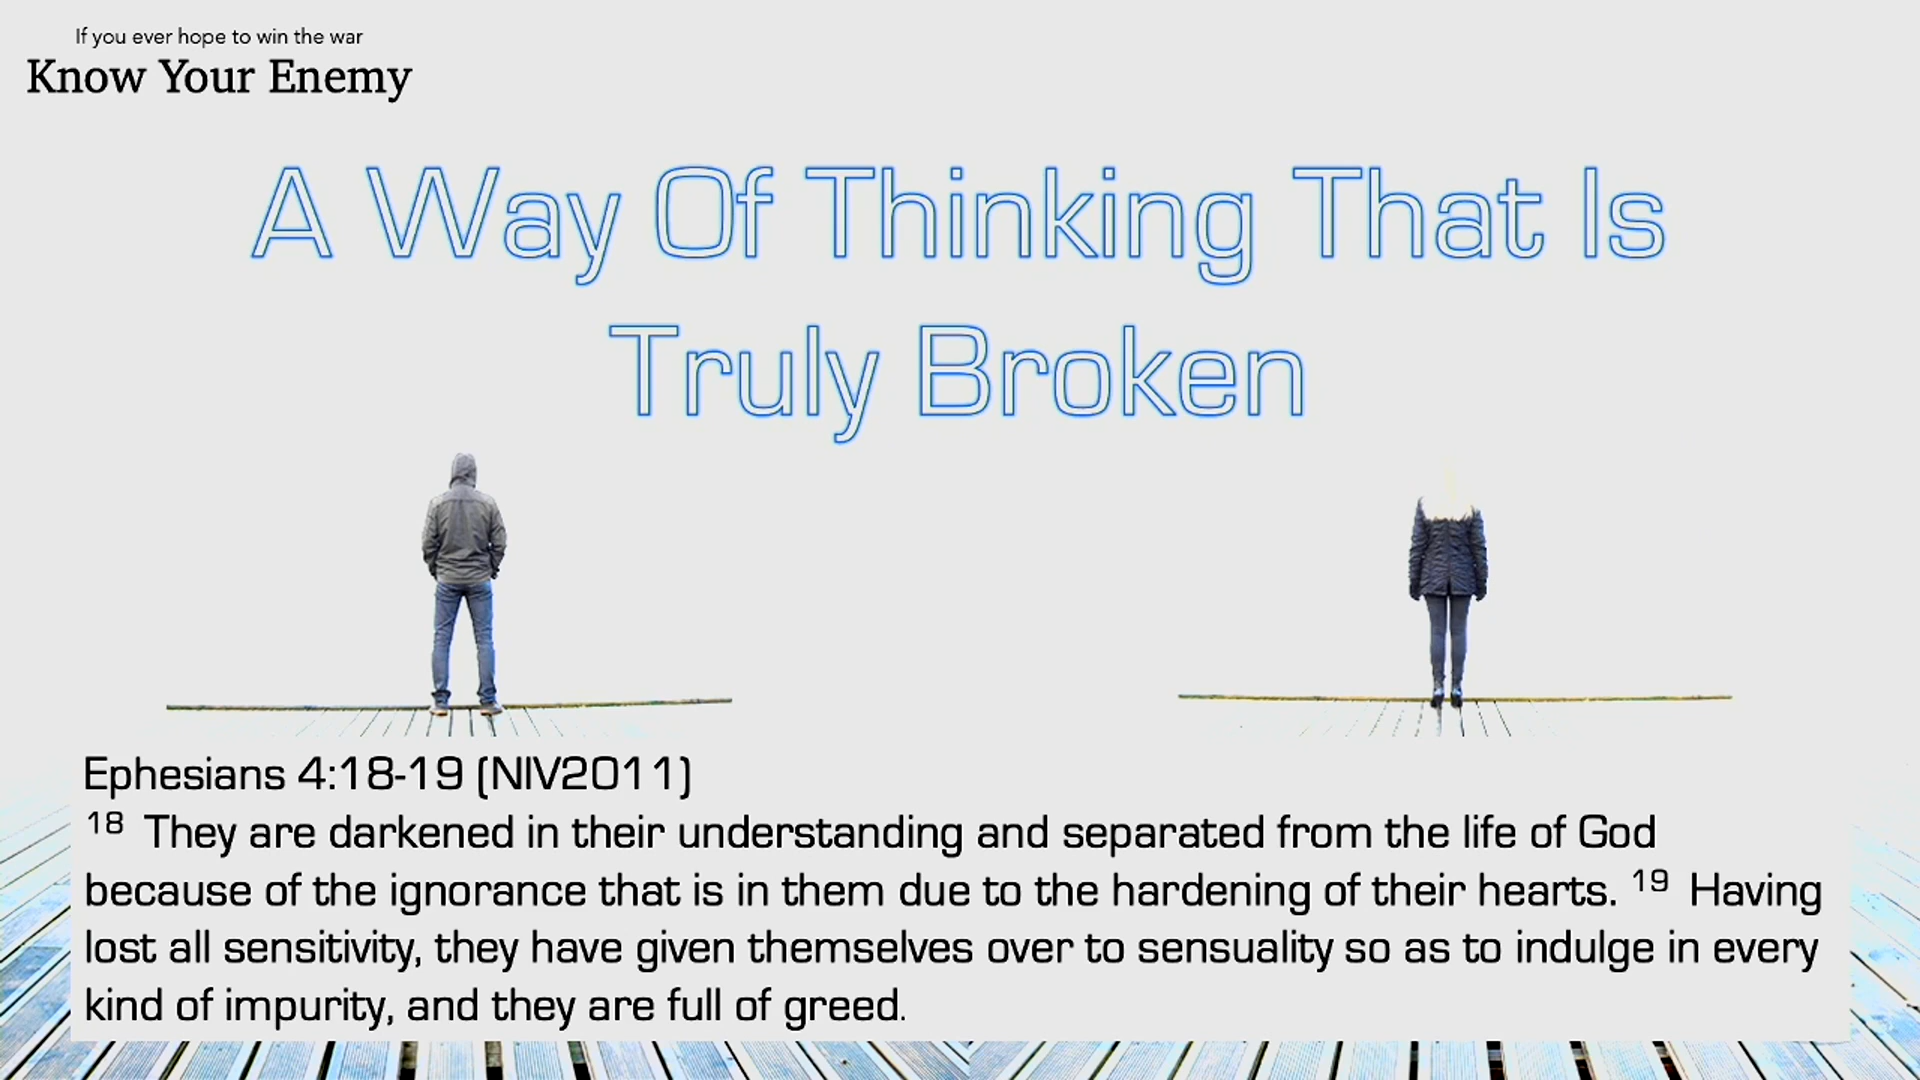 If you ever hope to win the war
Know Your Enemy
A Way Of Thinking That Is
Truly Broken
Ephesians 4:18-19 (NIV2011)
18 They are darkened in their understanding and separated from the life of God
because of the ignorance that is in them due to the hardening of their hearts. 19 Having
lost all sensitivity, they have given themselves over to sensuality so as to indulge in every
kind of impurity, and they are full of greed.